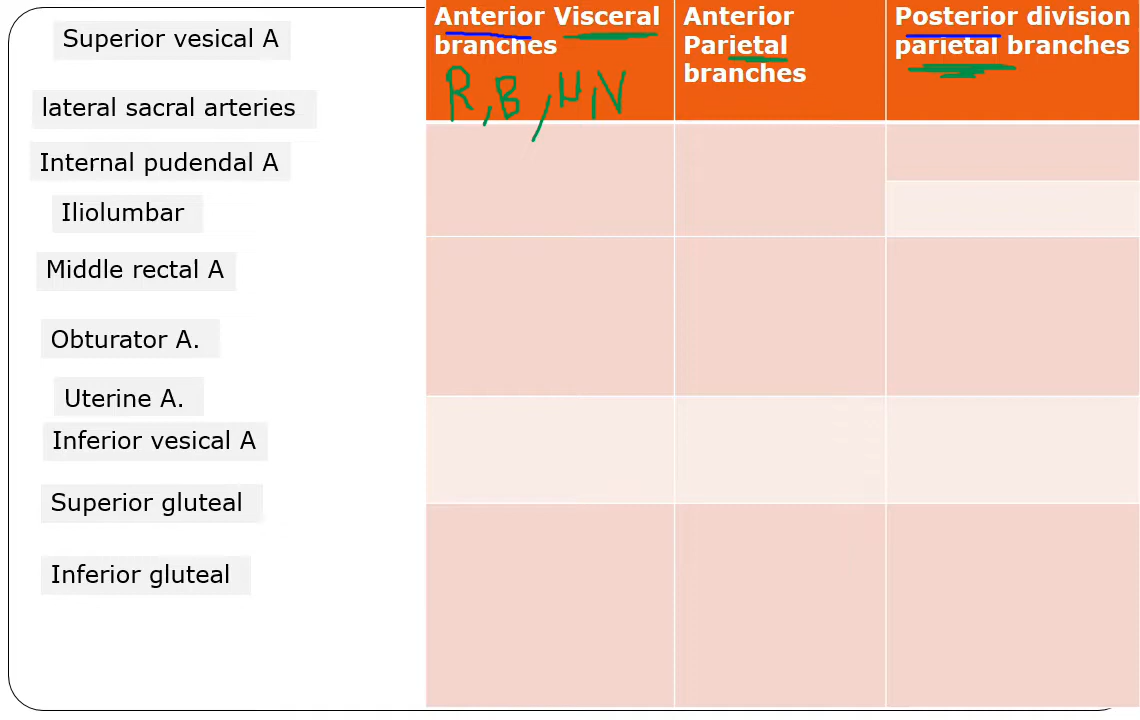 Superior vesical A
lateral sacral arteries
Internal pudendal A
Iliolumbar
Middle rectal A
Obturator A.
Uterine A.
Inferior vesical A
Superior gluteal
Inferior gluteal
Anterior Visceral
branches
R, B,
Anterior
Parietal
branches
Posterior division
parietal branches